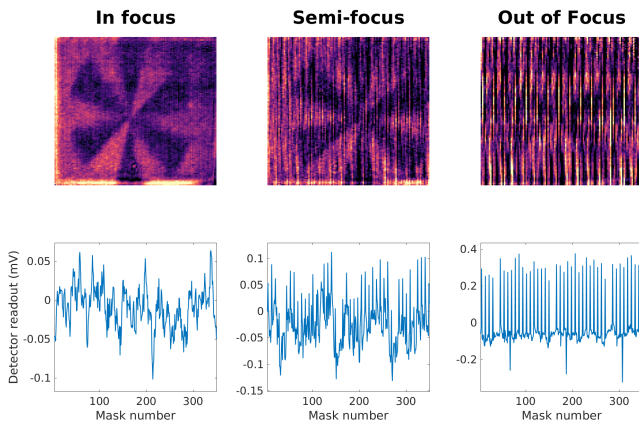 In focus Semi-focus Out of Focus
Detector readout (mV)
0.05
0
-0.05
-0.1
100 200 300
Mask number
0.1
0.05
0
-0.05
-0.1
-0.15
100 200 300
Mask number
0.4
0.2
0
-0.2
100 200 300
Mask number